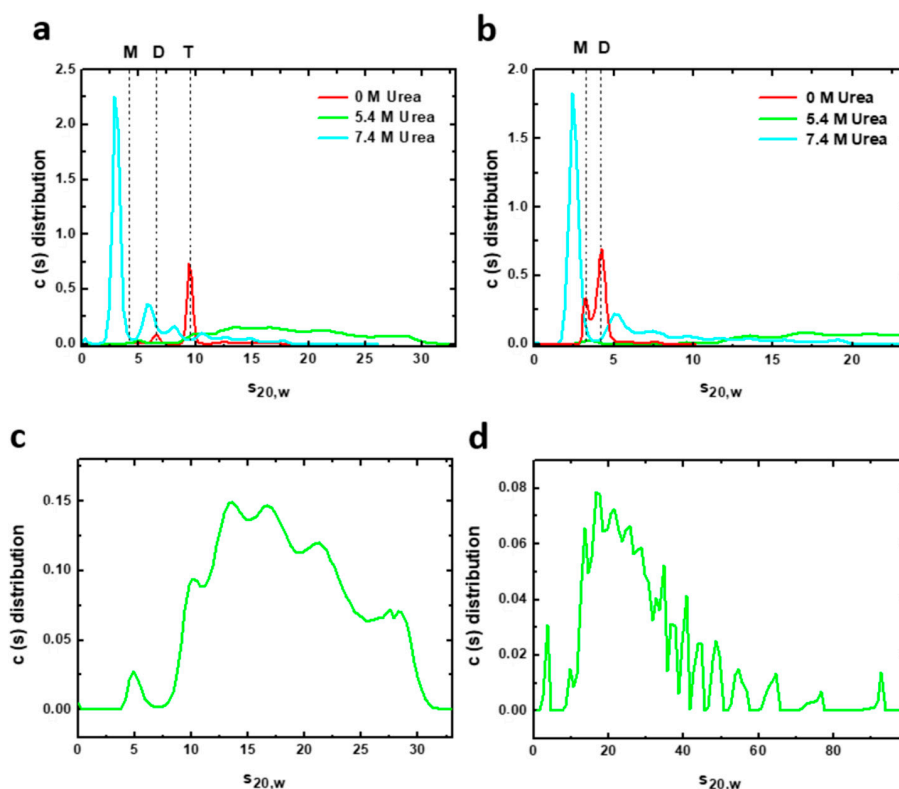 a
M D T
2.5
2.0
1.5
1.0
0.5
0.0
0 5 10 15 20 25 30
c (s) distribution
s20,w
0 M Urea
5.4 M Urea
7.4 M Urea
b
M D
2.0
1.5
1.0
0.5
0.0
0 5 10 15 20
c (s) distribution
s20,w
0 M Urea
5.4 M Urea
7.4 M Urea
c
0.15
0.10
0.05
0.00
0 5 10 15 20 25 30
c (s) distribution
s20,w
d
0.08
0.06
0.04
0.02
0.00
0 20 40 60 80
c (s) distribution
s20,w